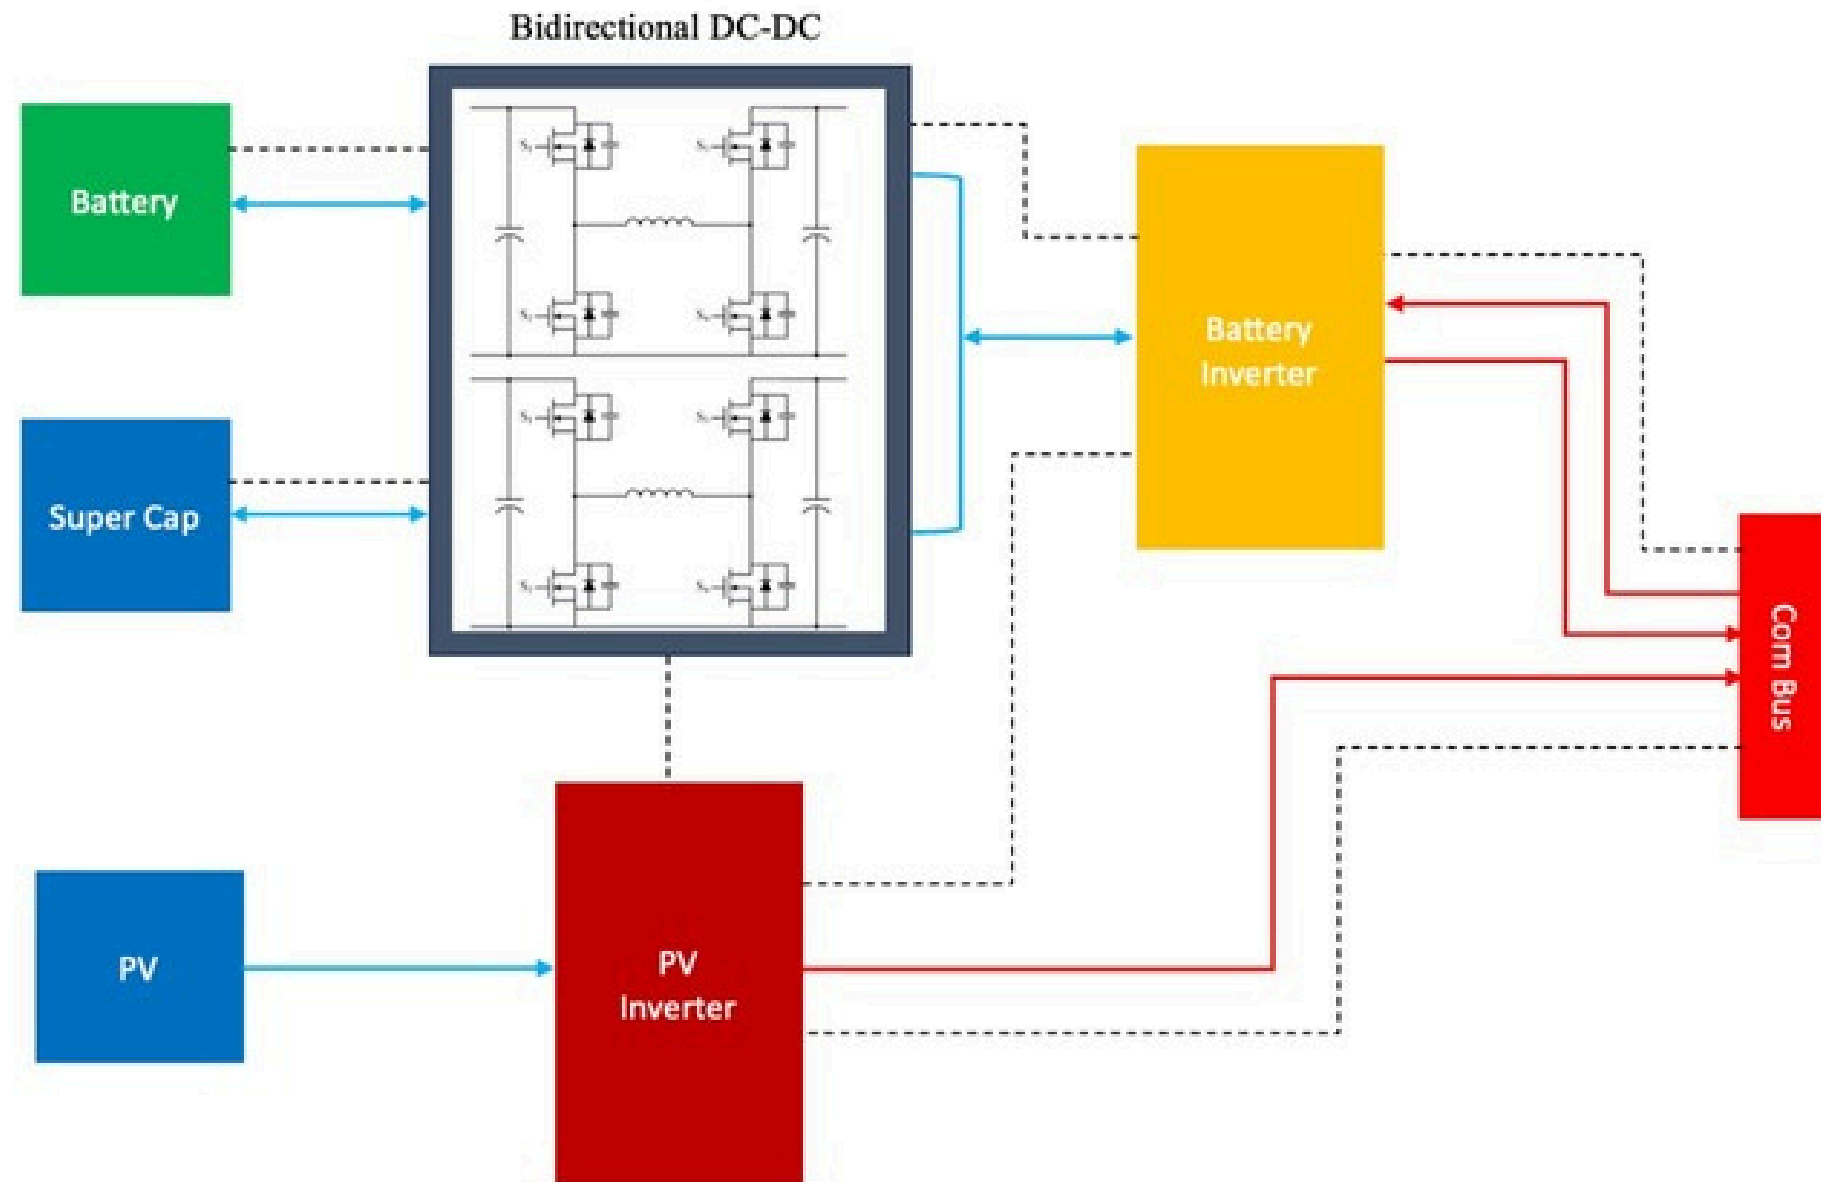 Bidirectional DC-DC
Battery
Super Cap
Battery
Inverter
Com Bus
PV
PV
Inverter